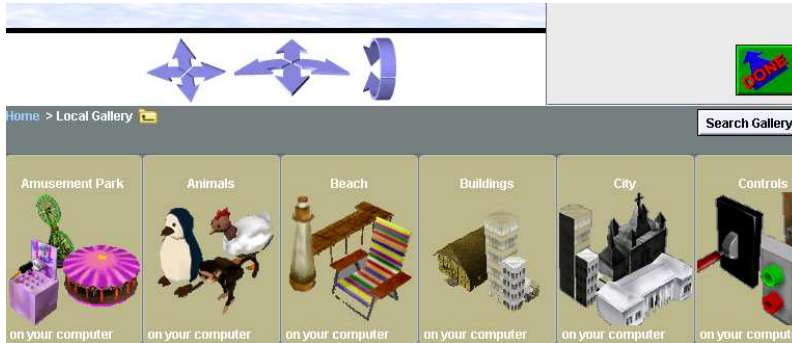 DONE
Home > Local Gallery
Search Gallery
Amusement Park
Animals
Beach
Buildings
City
Controls
on your computer
on your computer
on your computer
on your computer
on your computer
on your comput